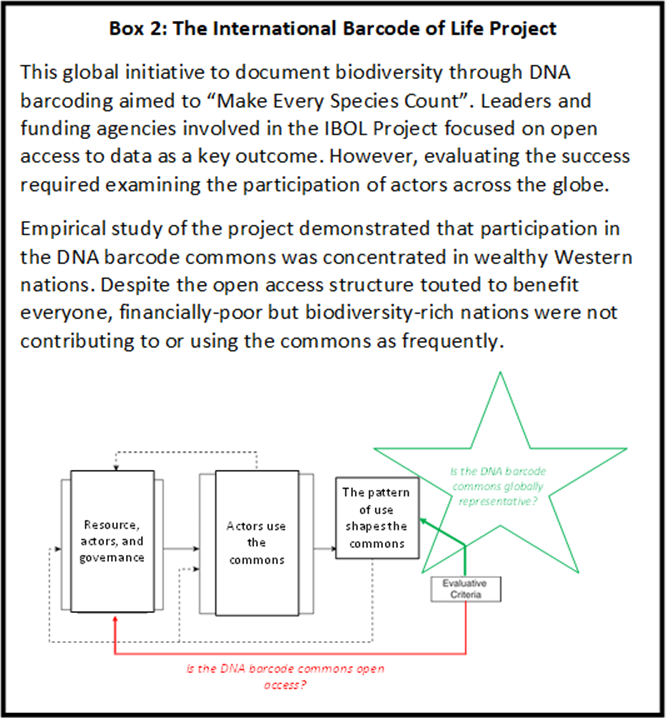 Box 2: The International Barcode of Life Project
This global initiative to document biodiversity through DNA
barcoding aimed to “Make Every Species Count”. Leaders and
funding agencies involved in the IBOL Project focused on open
access to data as a key outcome. However, evaluating the success
required examining the participation of actors across the globe.
Empirical study of the project demonstrated that participation in
the DNA barcode commons was concentrated in wealthy Western
nations. Despite the open access structure touted to benefit
everyone, financially-poor but biodiversity-rich nations were not
contributing to or using the commons as frequently.
Is the DNA barcode
commons globally
representative?
Resource,
actors, and
governance
Actors use
the
commons
The pattern
of use
shapes the
commons
Evaluative
Criteria
Is the DNA barcode commons open
access?